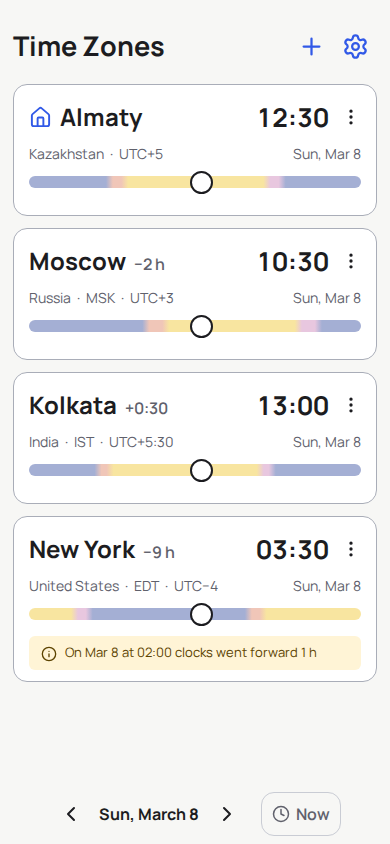 Time Zones
Almaty 12:30
Kazakhstan · UTC+5 Sun, Mar 8
Moscow −2 h 10:30
Russia · MSK · UTC+3 Sun, Mar 8
Kolkata +0:30 13:00
India · IST · UTC+5:30 Sun, Mar 8
New York −9 h 03:30
United States · EDT · UTC−4 Sun, Mar 8
On Mar 8 at 02:00 clocks went forward 1 h
Sun, March 8 Now